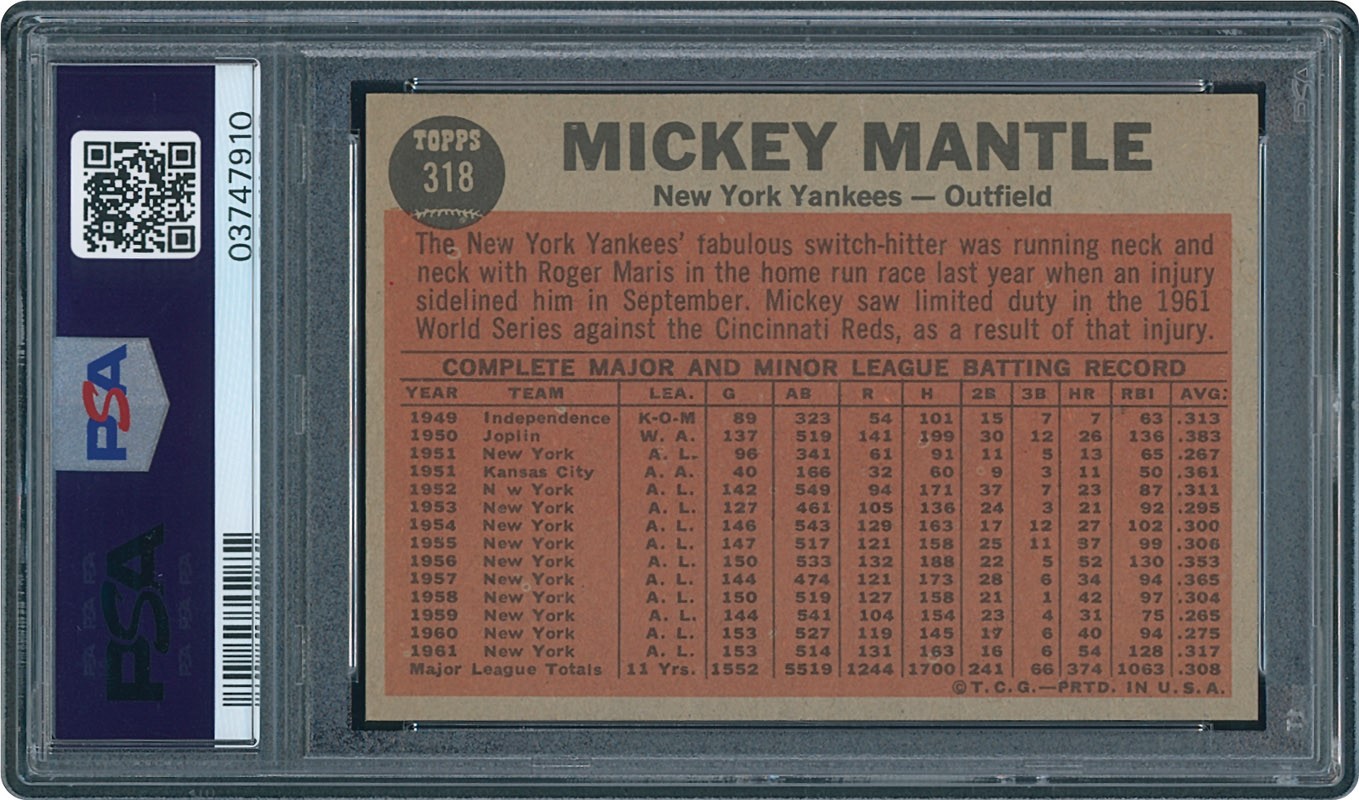 03747910
PSA
PSA
TOPPS
318
MICKEY MANTLE
New York Yankees — Outfield
The New York Yankees' fabulous switch-hitter was running neck and
neck with Roger Maris in the home run race last year when an injury
sidelined him in September. Mickey saw limited duty in the 1961
World Series against the Cincinnati Reds, as a result of that injury.
COMPLETE MAJOR AND MINOR LEAGUE BATTING RECORD
YEAR TEAM LEA. G AB R H 2B 3B HR RBI AVG.
1949 Independence K-O-M 89 323 54 101 15 7 7 63 .313
1950 Joplin W. A. 137 519 141 199 30 12 26 136 .383
1951 New York A. L. 96 341 61 91 11 5 13 65 .267
1951 Kansas City A. A. 40 166 32 60 9 3 11 50 .361
1952 N w York A. L. 142 549 94 171 37 7 23 87 .311
1953 New York A. L. 127 461 105 136 24 3 21 92 .295
1954 New York A. L. 146 543 129 163 17 12 27 102 .300
1955 New York A. L. 147 517 121 158 25 11 37 99 .306
1956 New York A. L. 150 533 132 188 22 5 52 130 .353
1957 New York A. L. 144 474 121 173 28 6 34 94 .365
1958 New York A. L. 150 519 127 158 21 1 42 97 .304
1959 New York A. L. 144 541 104 154 23 4 31 75 .265
1960 New York A. L. 153 527 119 145 17 6 40 94 .275
1961 New York A. L. 153 514 131 163 16 6 54 128 .317
Major League Totals 11 Yrs. 1552 5519 1244 1700 241 66 374 1063 .308
©T.C.G.—PRTD. IN U.S.A.